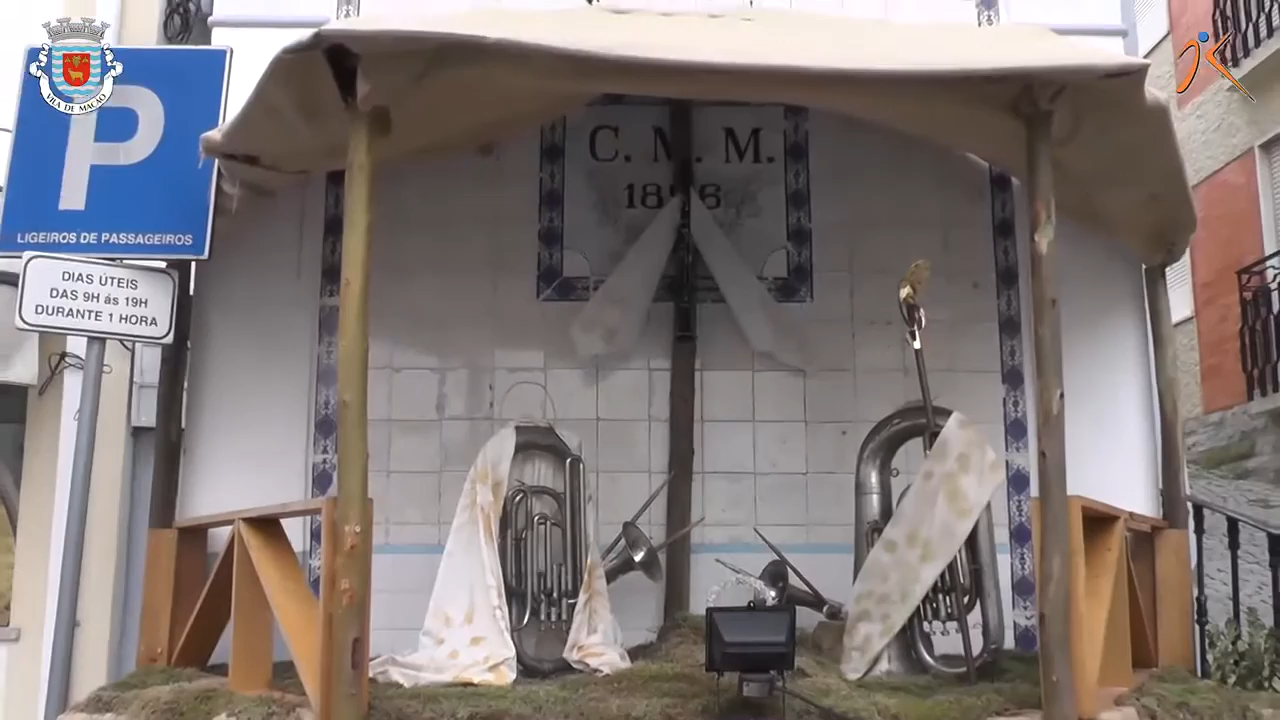 VILA DE MAÇÃO
P
LIGEIROS DE PASSAGEIROS
DIAS ÚTEIS
DAS 9H ás 19H
DURANTE 1 HORA
C. M. M.